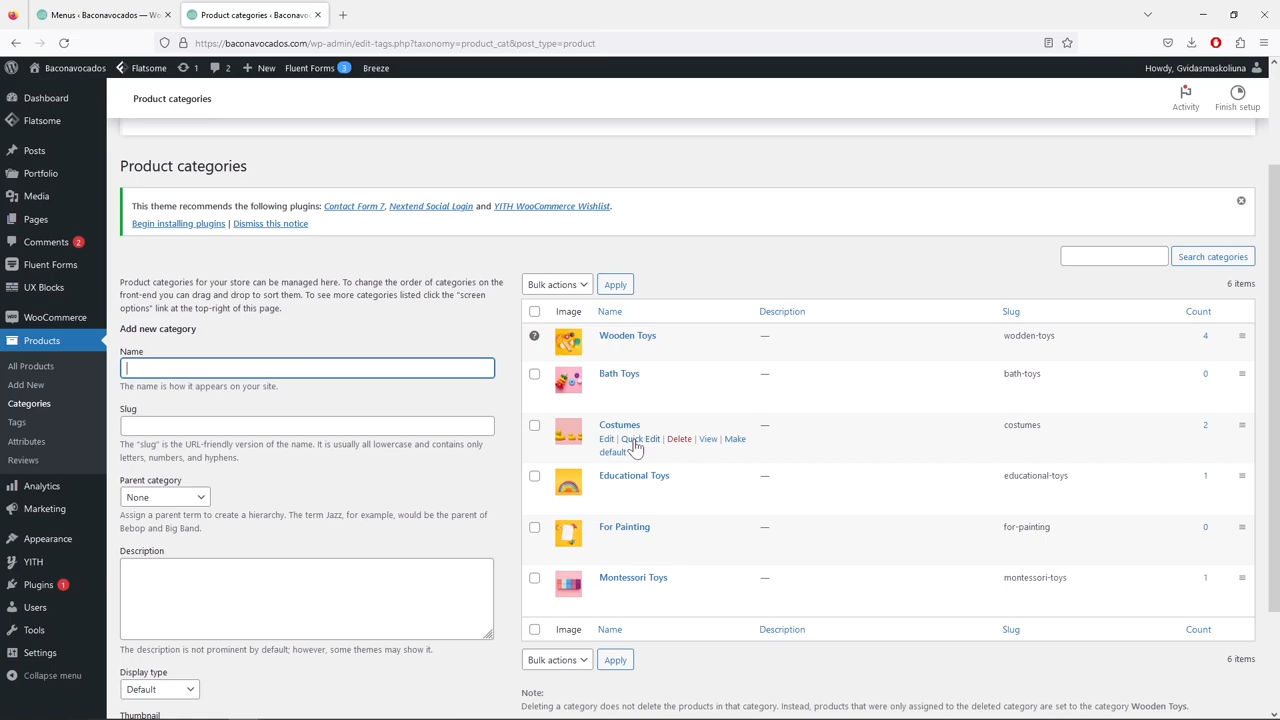 Menus ‹ Baconavocados — Wo
Product categories ‹ Baconavo
https://baconavocados.com/wp-admin/edit-tags.php?taxonomy=product_cat&post_type=product
Baconavocados
Flatsome
1
2
New
Fluent Forms 3
Breeze
Howdy, Gvidasmaskoliuna
Dashboard
Flatsome
Posts
Portfolio
Media
Pages
Comments 2
Fluent Forms
UX Blocks
WooCommerce
Products
All Products
Add New
Categories
Tags
Attributes
Reviews
Analytics
Marketing
Appearance
YITH
Plugins 1
Users
Tools
Settings
Collapse menu
Product categories
Activity
Finish setup
Product categories
This theme recommends the following plugins: Contact Form 7, Nextend Social Login and YITH WooCommerce Wishlist.
Begin installing plugins | Dismiss this notice
Search categories
Product categories for your store can be managed here. To change the order of categories on the
front-end you can drag and drop to sort them. To see more categories listed click the "screen
options" link at the top-right of this page.
Add new category
Name
The name is how it appears on your site.
Slug
The "slug" is the URL-friendly version of the name. It is usually all lowercase and contains only
letters, numbers, and hyphens.
Parent category
None
Assign a parent term to create a hierarchy. The term Jazz, for example, would be the parent of
Bebop and Big Band.
Description
The description is not prominent by default; however, some themes may show it.
Display type
Default
Thumbnail
Bulk actions Apply 6 items
Image Name Description Slug Count
Wooden Toys — wodden-toys 4
Bath Toys — bath-toys 0
Costumes — costumes 2
Edit | Quick Edit | Delete | View | Make
default
Educational Toys — educational-toys 1
For Painting — for-painting 0
Montessori Toys — montessori-toys 1
Image Name Description Slug Count
Bulk actions Apply 6 items
Note:
Deleting a category does not delete the products in that category. Instead, products that were only assigned to the deleted category are set to the category Wooden Toys.